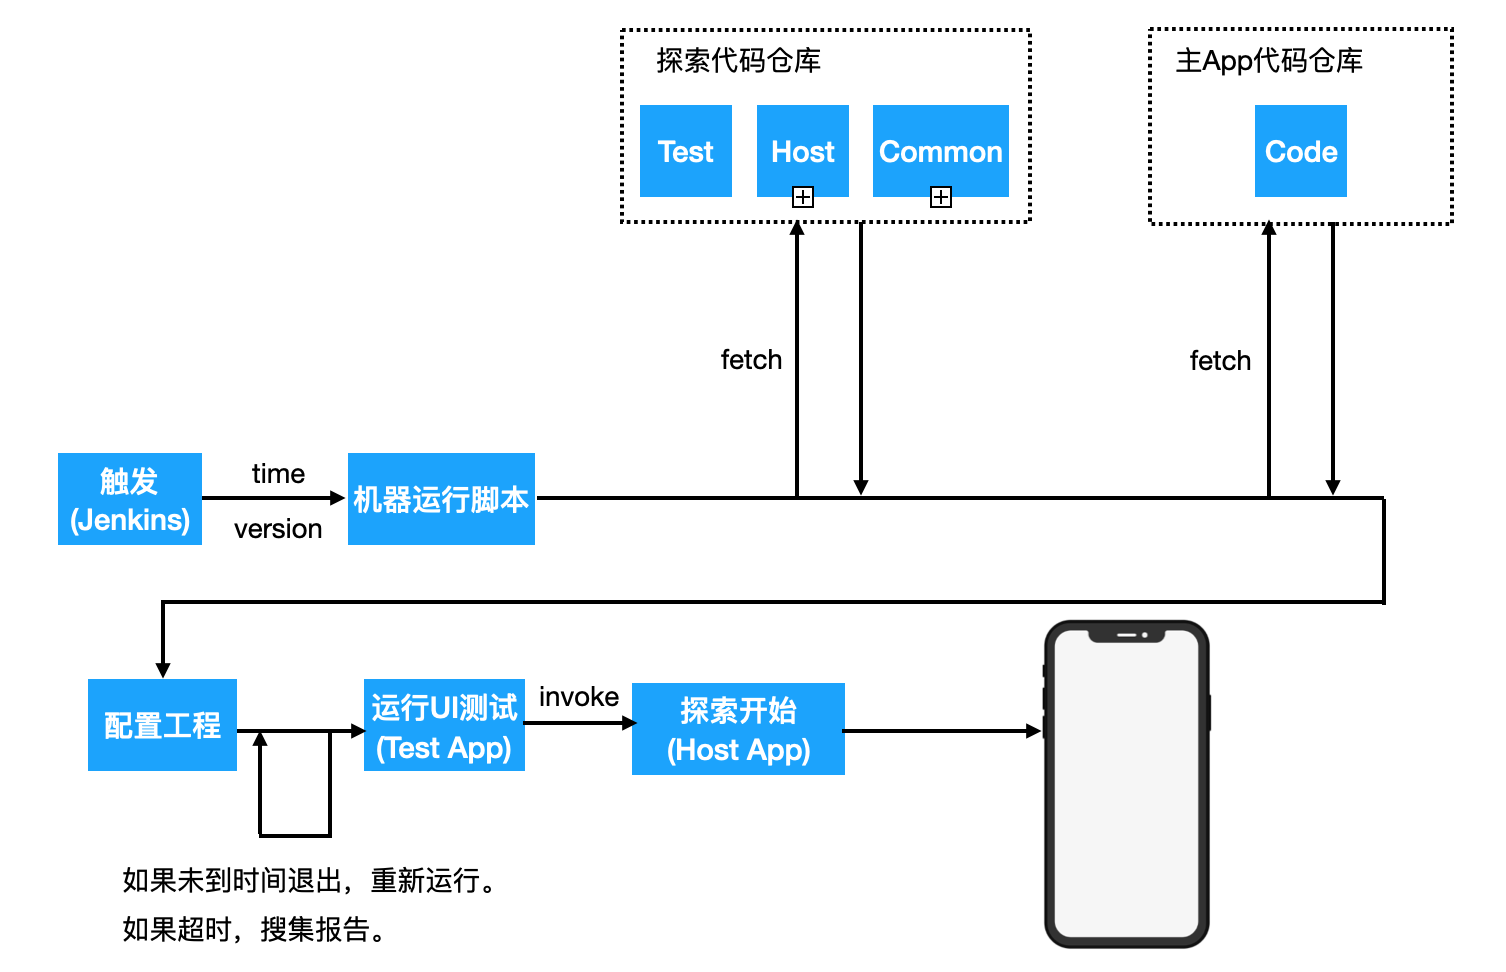 探索代码仓库
主App代码仓库
Test
Host
Common
Code
fetch
fetch
触发
(Jenkins)
time
version
机器运行脚本
配置工程
运行UI测试
(Test App)
invoke
探索开始
(Host App)
如果未到时间退出，重新运行。
如果超时，搜集报告。